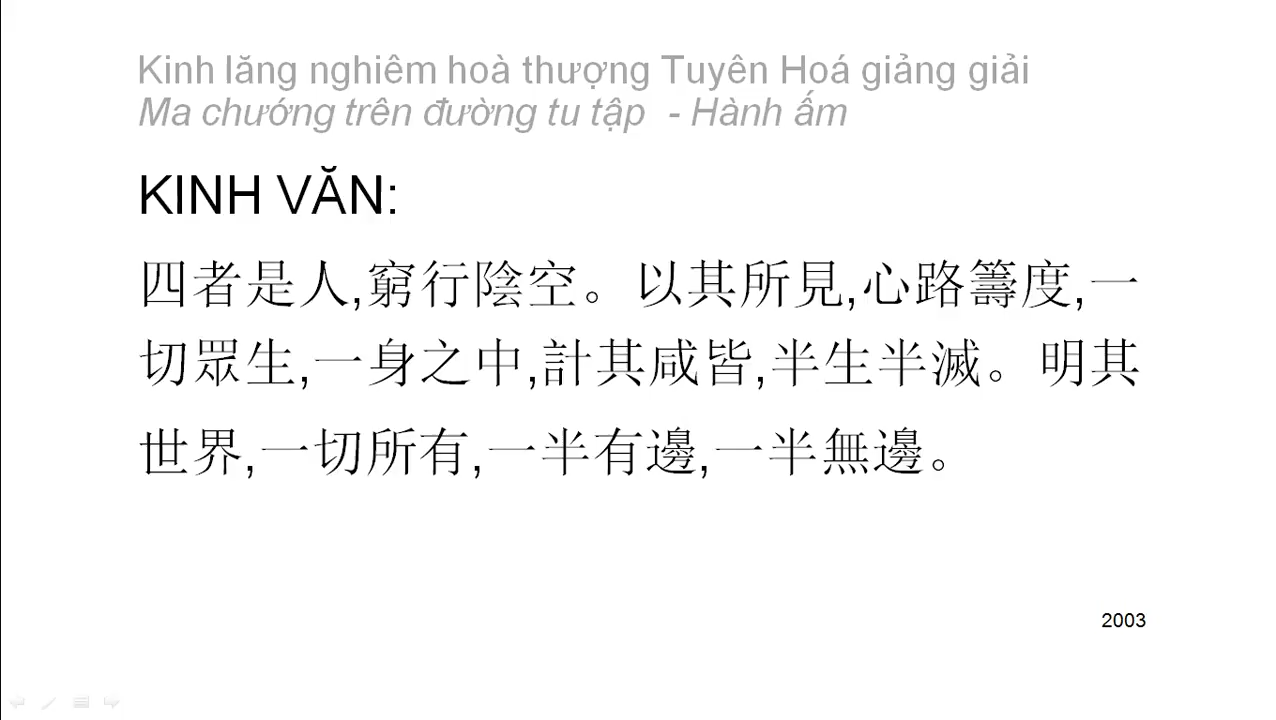 Kinh lăng nghiêm hoà thượng Tuyên Hoá giảng giải
Ma chướng trên đường tu tập - Hành ấm
KINH VĂN:
四者是人,窮行陰空。以其所見,心路籌度,一
切眾生,一身之中,計其咸皆,半生半滅。明其
世界,一切所有,一半有邊,一半無邊。
2003